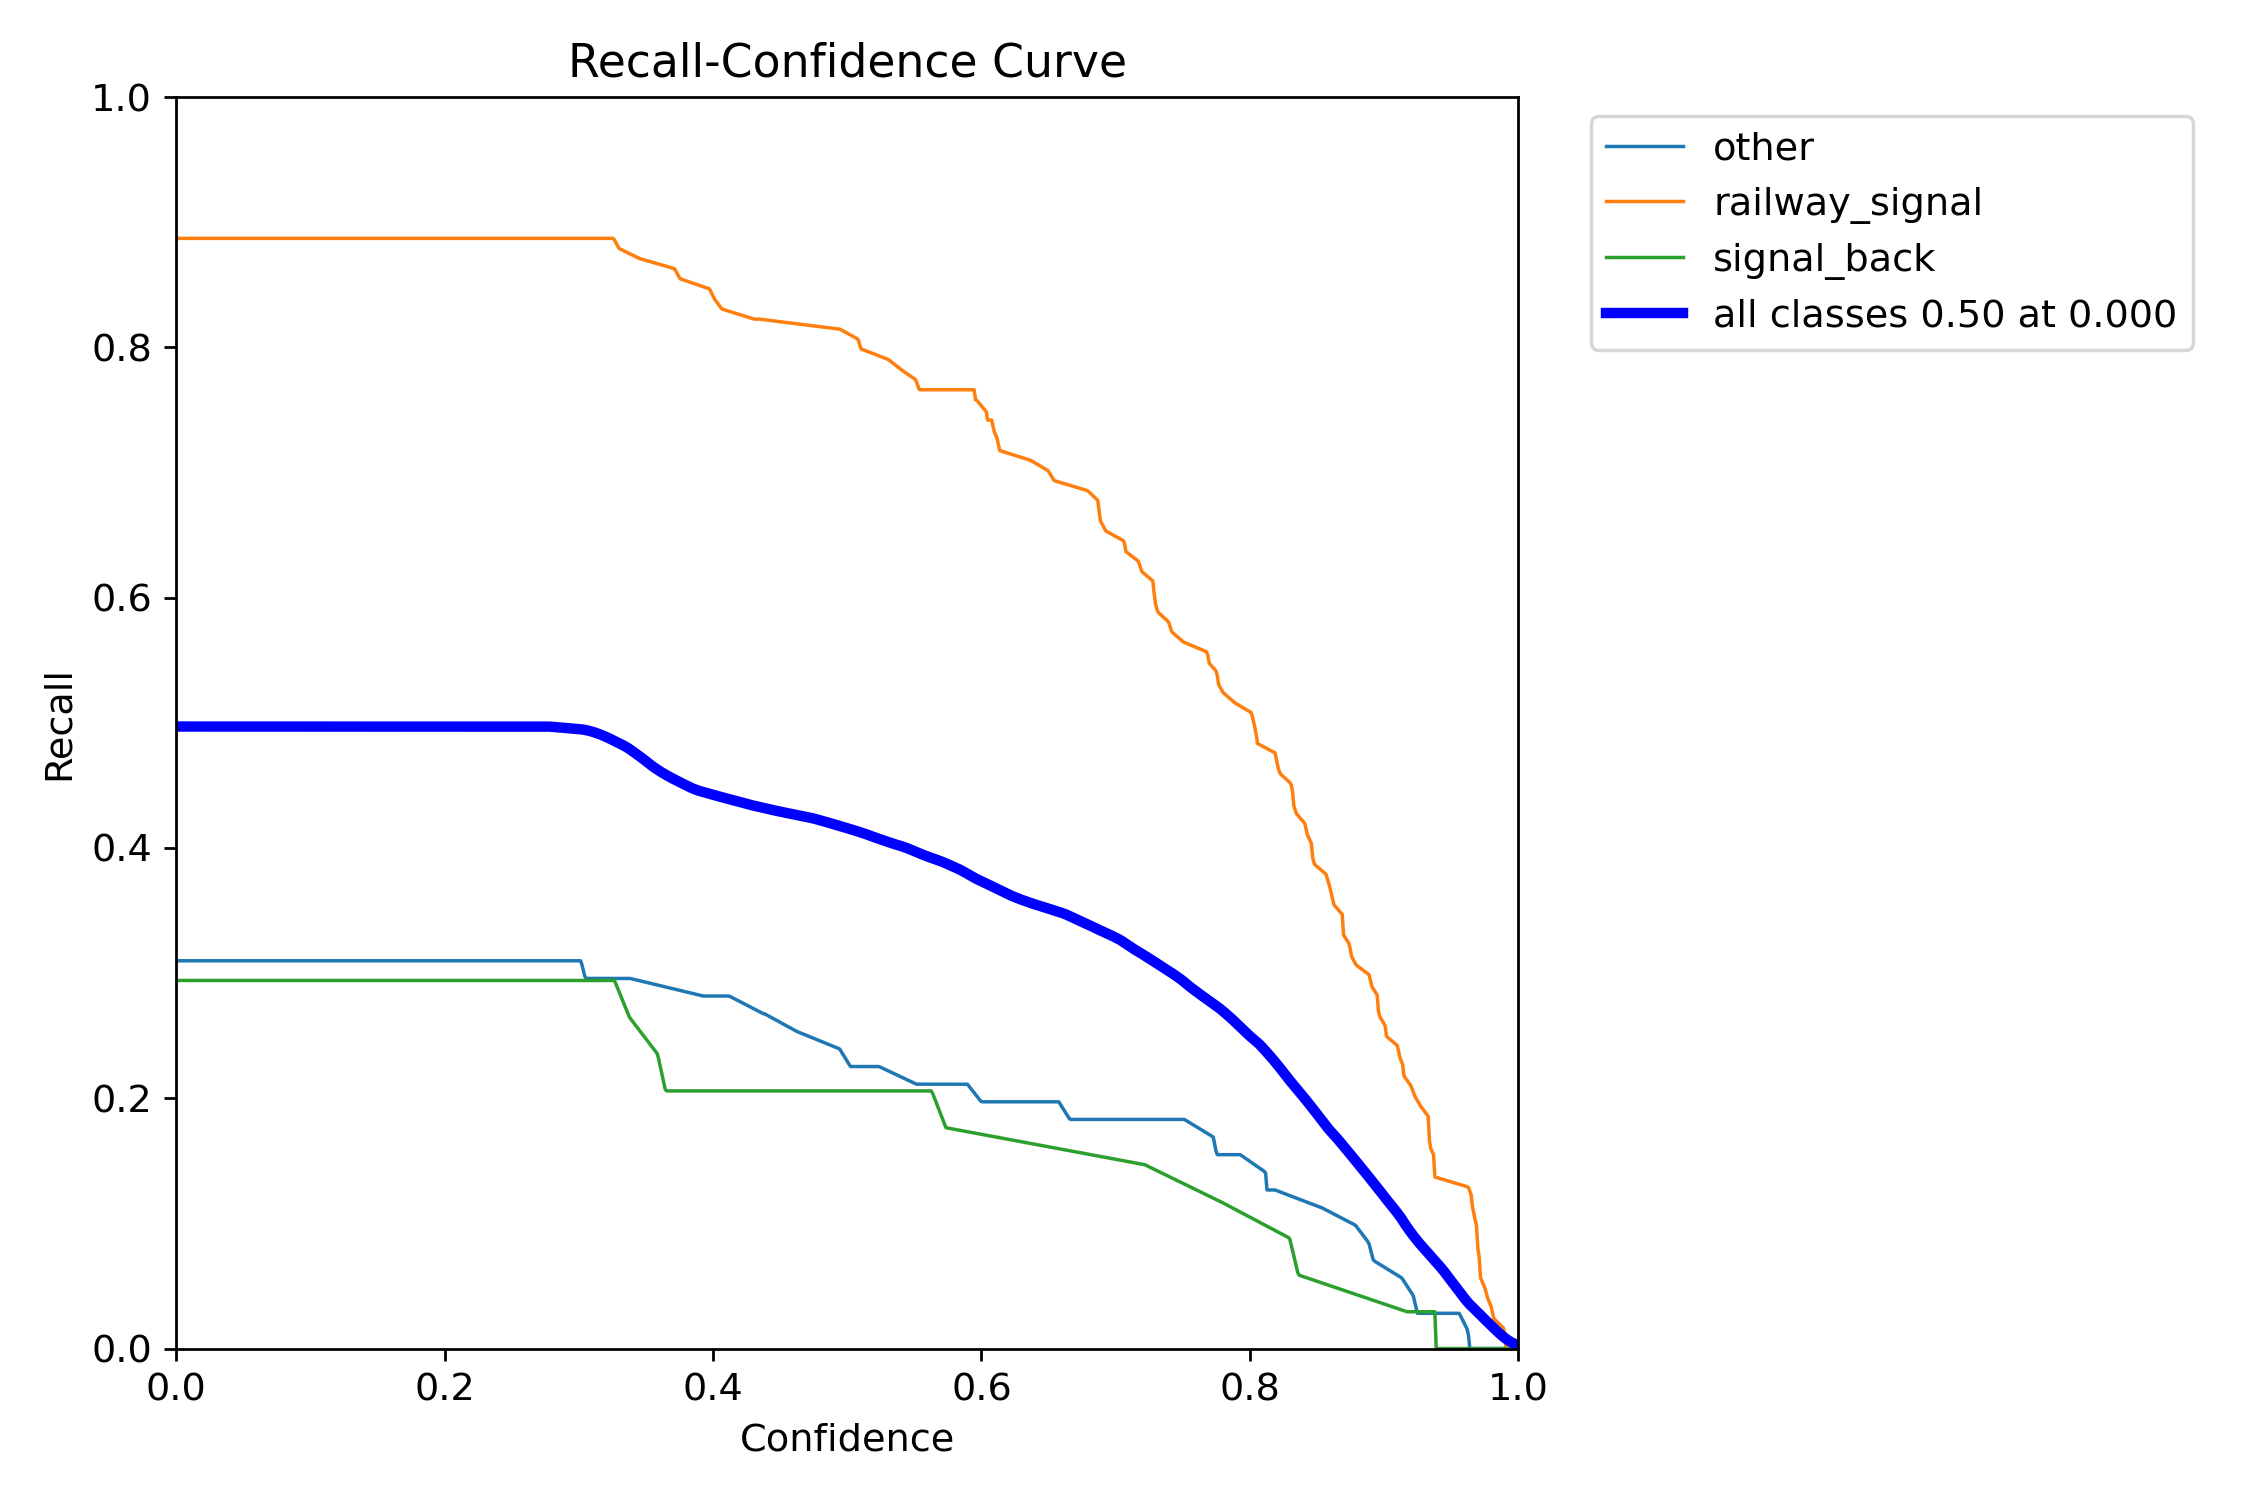 Recall-Confidence Curve
1.0
0.8
0.6
0.4
0.2
0.0
Recall
0.0 0.2 0.4 0.6 0.8 1.0
Confidence
other
railway_signal
signal_back
all classes 0.50 at 0.000